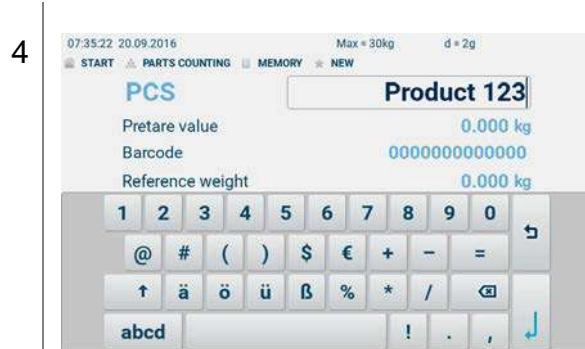 4
07:35:22 20.09.2016 Max = 30kg d = 2g
START PARTS COUNTING MEMORY NEW
PCS Product 123
Pretare value 0.000 kg
Barcode 0000000000000
Reference weight 0.000 kg
1 2 3 4 5 6 7 8 9 0
@ # ( ) $ € + - =
ä ö ü ß % * /
abcd ! . ,